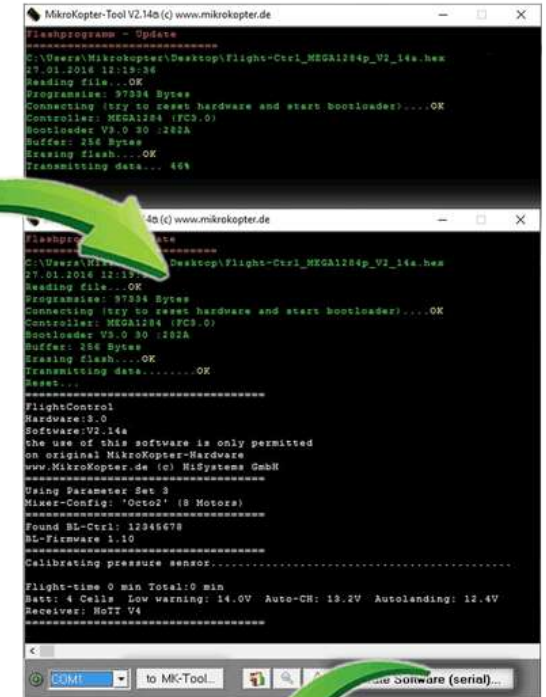 MikroKopter-Tool V2.14a (c) www.mikrokopter.de
Flashprogramm - Update
============================
C:\Users\Mikrokopter\Desktop\Flight-Ctrl_MEGA1284p_V2_14a.hex
27.01.2016 12:19:36
Reading file...OK
Programsize: 97334 Bytes
Connecting (try to reset hardware and start bootloader)....OK
Controller: MEGA1284 (FC3.0)
Bootloader V3.0 30 :282A
Buffer: 256 Bytes
Erasing flash....OK
Transmitting data... 46%
(c) www.mikrokopter.de
============================
Desktop\Flight-Ctrl_MEGA1284p_V2_14a.hex
27.01.2016
Reading file...OK
Programsize: 97334 Bytes
Connecting (try to reset hardware and start bootloader)....OK
Controller: MEGA1284 (FC3.0)
Bootloader V3.0 30 :282A
Buffer: 256 Bytes
Erasing flash....OK
Transmitting data........OK
Reset...
===================================
FlightControl
Hardware:3.0
Software:V2.14a
the use of this software is only permitted
on original MikroKopter-Hardware
www.MikroKopter.de (c) HiSystems GmbH
===================================
Using Parameter Set 3
Mixer-Config: 'Octo2' (8 Motors)
===================================
Found BL-Ctrl: 12345678
BL-Firmware 1.10
===================================
Calibrating pressure sensor............................................
Flight-time 0 min Total:0 min
Batt: 4 Cells Low warning: 14.0V Auto-CH: 13.2V Autolanding: 12.4V
Receiver: HoTT V4
===================================
COM1 to MK-Tool... Software (serial)...